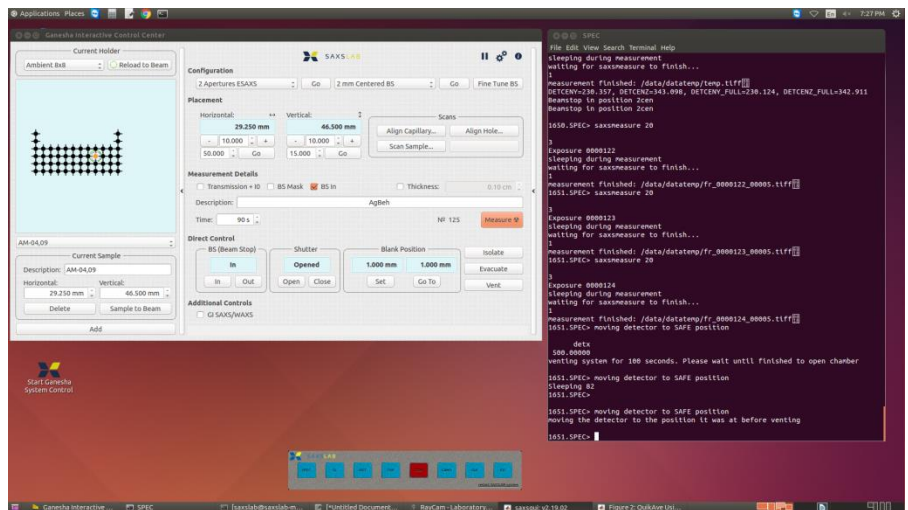 Applications Places
En
7:27 PM
Ganesha Interactive Control Center
Current Holder
Ambient 8x8
Reload to Beam
AM-04,09
Current Sample
Description: AM-04,09
Horizontal: Vertical:
29.250 mm 46.500 mm
Delete Sample to Beam
Add
SAXSLAB
Configuration
2 Apertures ESAXS Go 2 mm Centered BS Go Fine Tune BS
Placement
Horizontal: Vertical:
29.250 mm 46.500 mm
- 10.000 + - 10.000 +
50.000 Go 15.000 Go
Scans
Align Capillary... Align Hole...
Scan Sample...
Measurement Details
Transmission + I0 BS Mask BS In Thickness: 0.10 cm
Description: AgBeh
Time: 90 s Nº 125 Measure
Direct Control
BS (Beam Stop) Shutter Blank Position
In Opened 1.000 mm 1.000 mm
In Out Open Close Set Go To
Isolate
Evacuate
Vent
Additional Controls
GI SAXS/WAXS
Start Ganesha
System Control
SPEC
File Edit View Search Terminal Help
sleeping during measurement
waiting for saxsmeasure to finish...
1
measurement finished: /data/datatemp/temp.tiff
DETCENY=230.357, DETCENZ=343.098, DETCENY_FULL=230.124, DETCENZ_FULL=342.911
Beamstop in position 2cen
Beamstop in position 2cen
1650.SPEC> saxsmeasure 20
3
Exposure 0000122
sleeping during measurement
waiting for saxsmeasure to finish...
1
measurement finished: /data/datatemp/fr_0000122_00005.tiff
1651.SPEC> saxsmeasure 20
3
Exposure 0000123
sleeping during measurement
waiting for saxsmeasure to finish...
1
measurement finished: /data/datatemp/fr_0000123_00005.tiff
1651.SPEC> saxsmeasure 20
3
Exposure 0000124
sleeping during measurement
waiting for saxsmeasure to finish...
1
measurement finished: /data/datatemp/fr_0000124_00005.tiff
1651.SPEC> moving detector to SAFE position
detx
500.00000
venting system for 100 seconds. Please wait until finished to open chamber
1651.SPEC> moving detector to SAFE position
Sleeping 82
1651.SPEC>
1651.SPEC> moving detector to SAFE position
moving the detector to the position it was at before venting
1651.SPEC>
SAXSLAB
Ganesha Interactive ... SPEC [saxslab@saxslab-m... [*Untitled Document... RayCam - Laboratory... saxsgui: v2.19.02 Figure 2: QuikAve Usi...